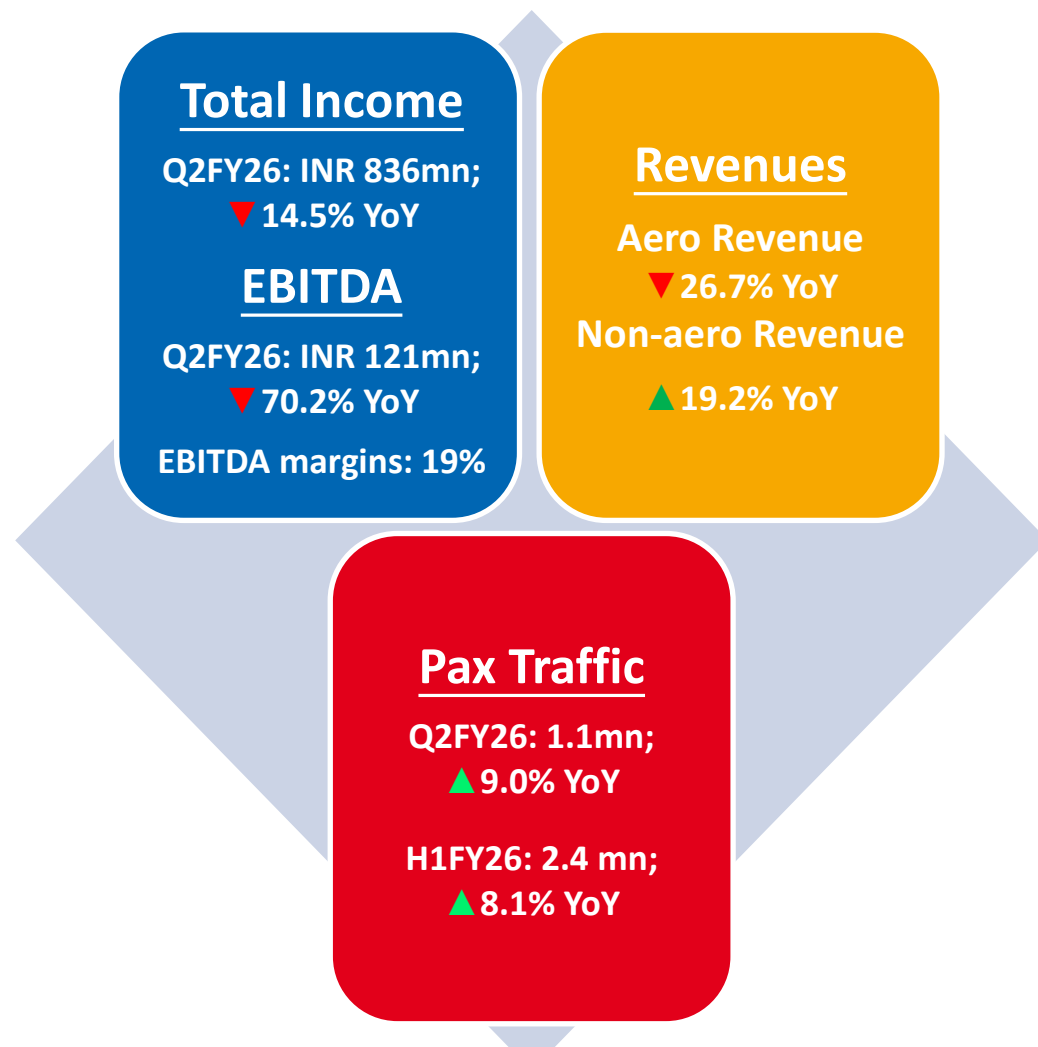 Total Income
Q2FY26: INR 836mn;
▼ 14.5% YoY
EBITDA
Q2FY26: INR 121mn;
▼ 70.2% YoY
EBITDA margins: 19%
Revenues
Aero Revenue
▼ 26.7% YoY
Non-aero Revenue
▲ 19.2% YoY
Pax Traffic
Q2FY26: 1.1mn;
▲ 9.0% YoY
H1FY26: 2.4 mn;
▲ 8.1% YoY